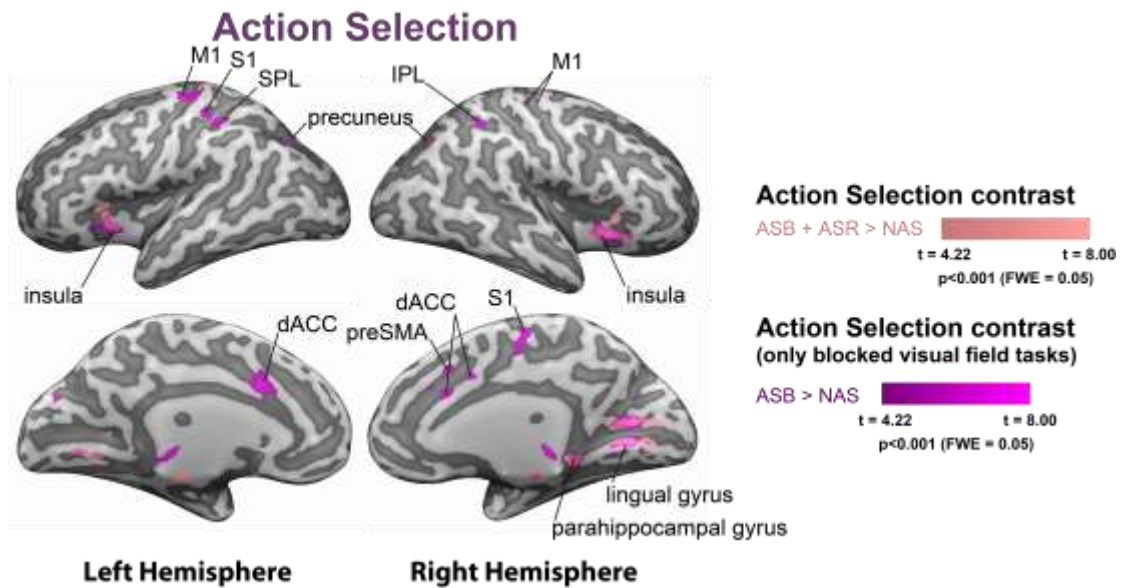 Action Selection
M1
S1
SPL
precuneus
IPL
M1
insula
insula
dACC
preSMA
dACC
S1
lingual gyrus
parahippocampal gyrus
Left Hemisphere
Right Hemisphere
Action Selection contrast
ASB + ASR > NAS
t = 4.22 t = 8.00
p<0.001 (FWE = 0.05)
Action Selection contrast
(only blocked visual field tasks)
ASB > NAS
t = 4.22 t = 8.00
p<0.001 (FWE = 0.05)